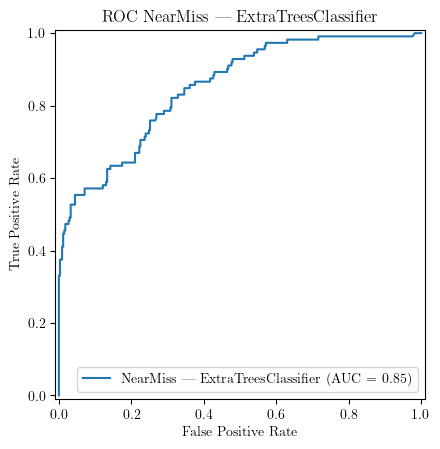 ROC NearMiss — ExtraTreesClassifier
1.0
0.8
0.6
0.4
0.2
0.0
True Positive Rate
NearMiss — ExtraTreesClassifier (AUC = 0.85)
0.0 0.2 0.4 0.6 0.8 1.0
False Positive Rate